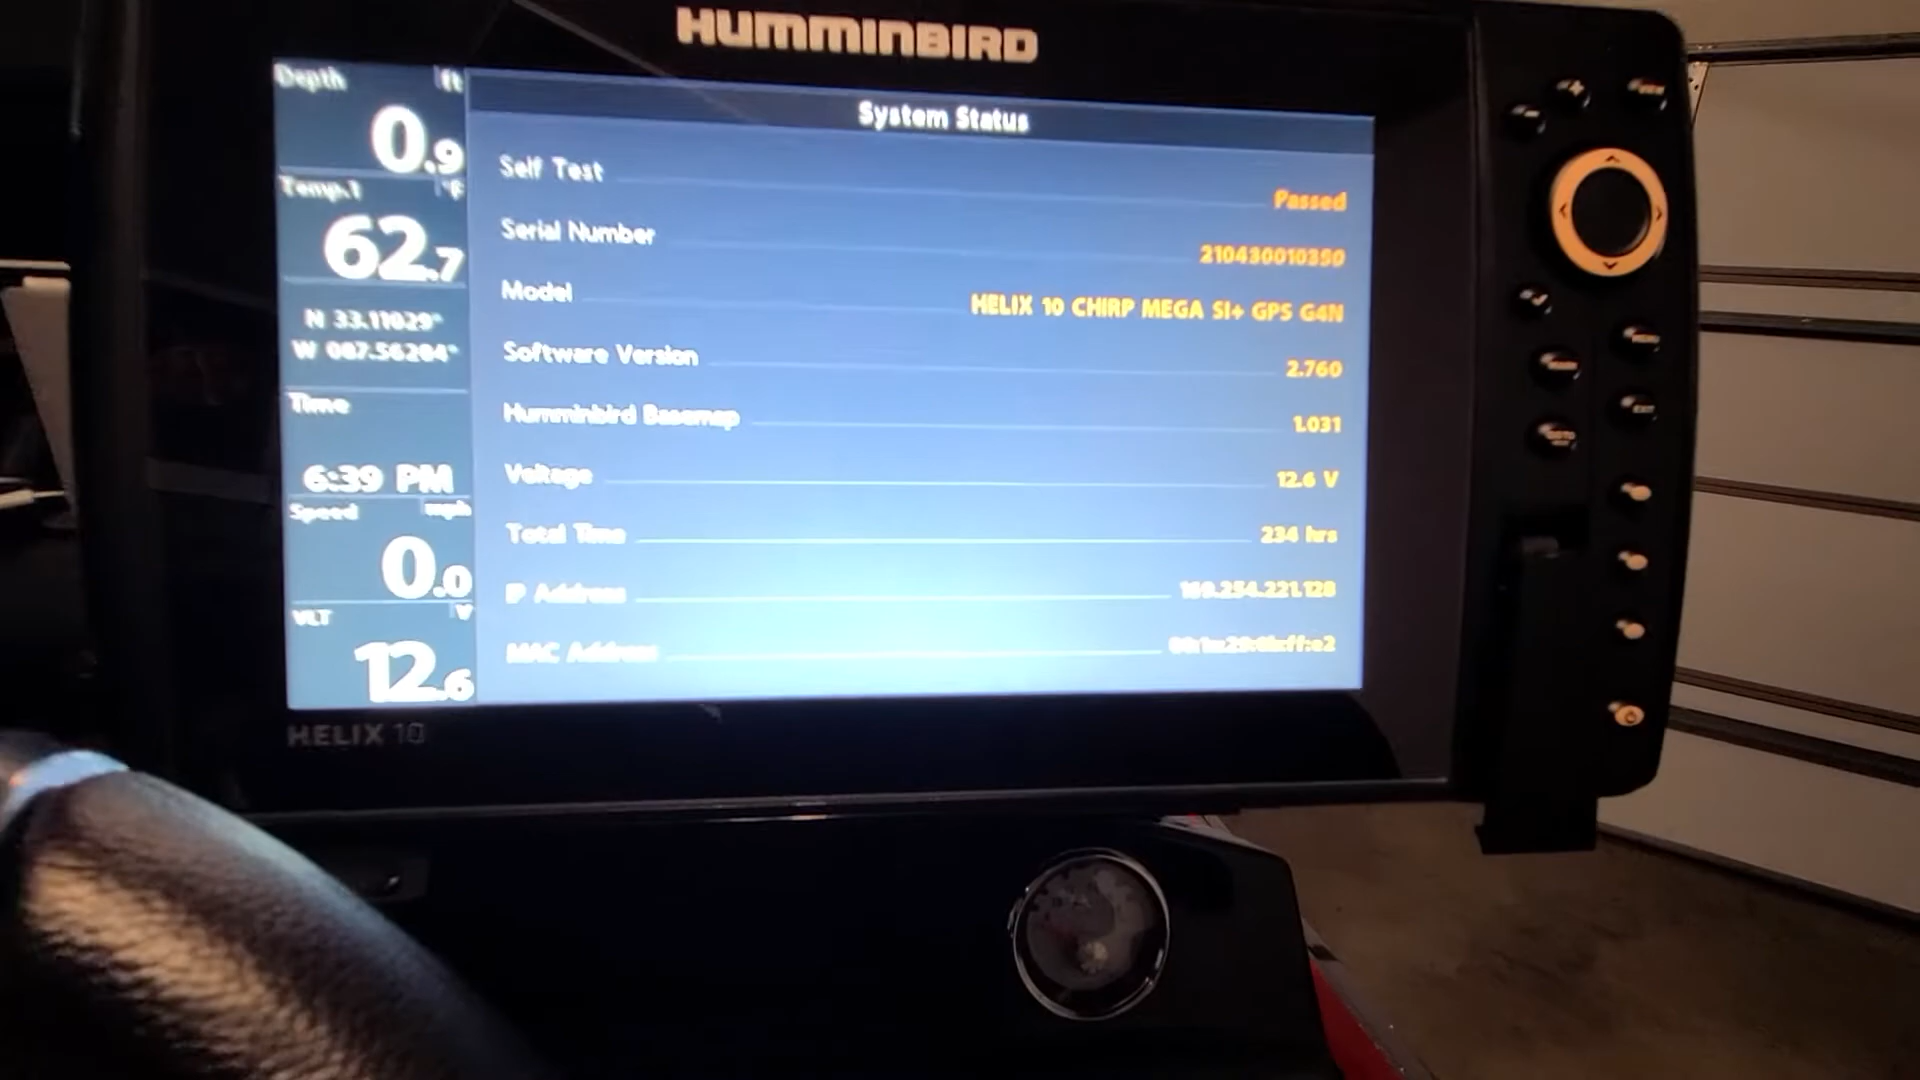 HUMMINBIRD
Depth ft
0.9
Temp.1 °F
62.7
N 33.11029°
W 087.56204°
Time
6:39 PM
Speed mph
0.0
VLT V
12.6
System Status
Self Test Passed
Serial Number 210430010350
Model HELIX 10 CHIRP MEGA SI+ GPS G4N
Software Version 2.760
Humminbird Basemap 1.031
Voltage 12.6 V
Total Time 234 hrs
IP Address 169.254.221.128
MAC Address
HELIX 10
VIEW
MENU
EXIT